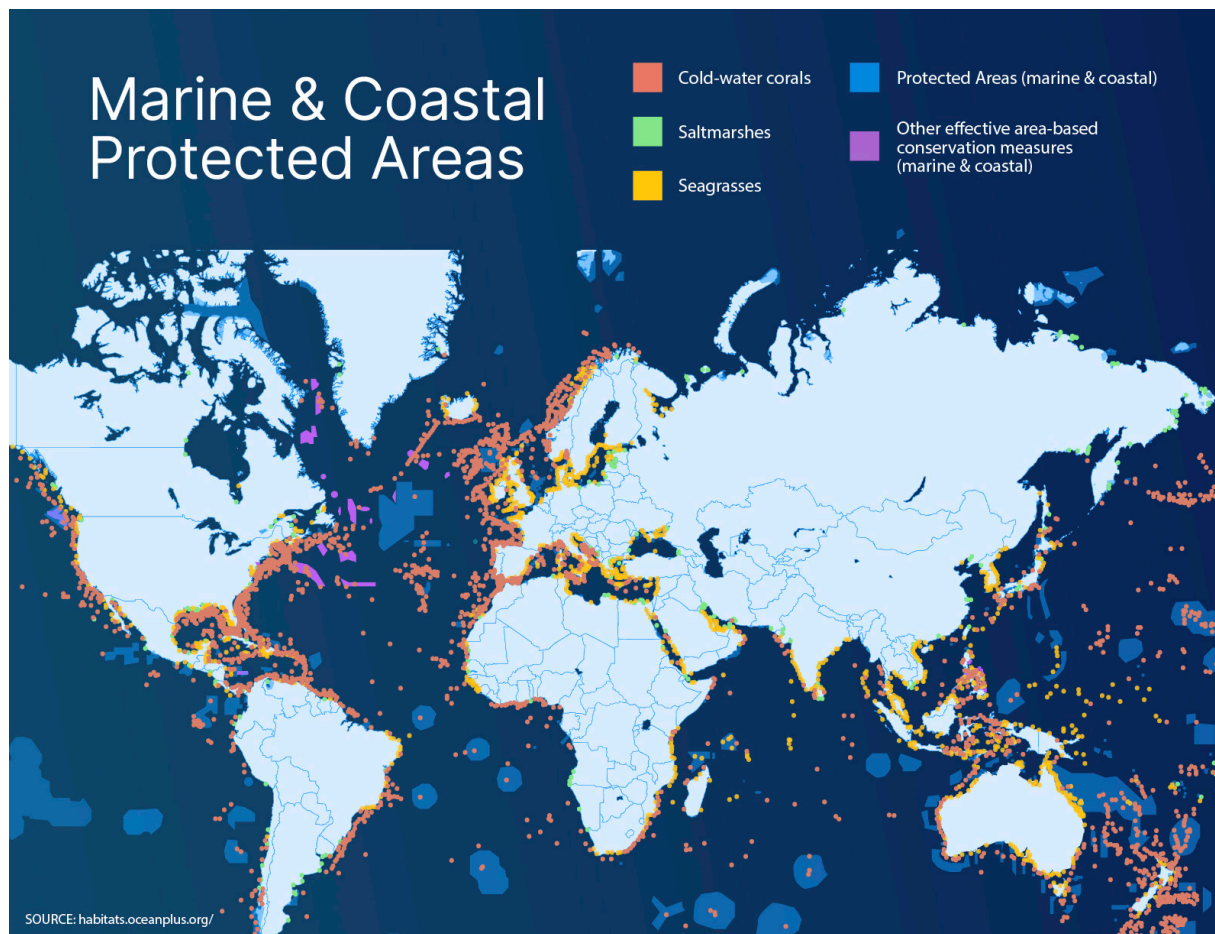 Marine & Coastal
Protected Areas
Cold-water corals
Saltmarshes
Seagrasses
Protected Areas (marine & coastal)
Other effective area-based
conservation measures
(marine & coastal)
SOURCE: habitats.oceanplus.org/